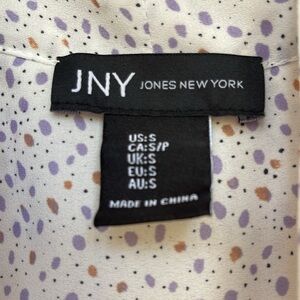 JNY JONES NEW YORK
US:S
CA:S/P
UK:S
EU:S
AU:S
MADE IN CHINA